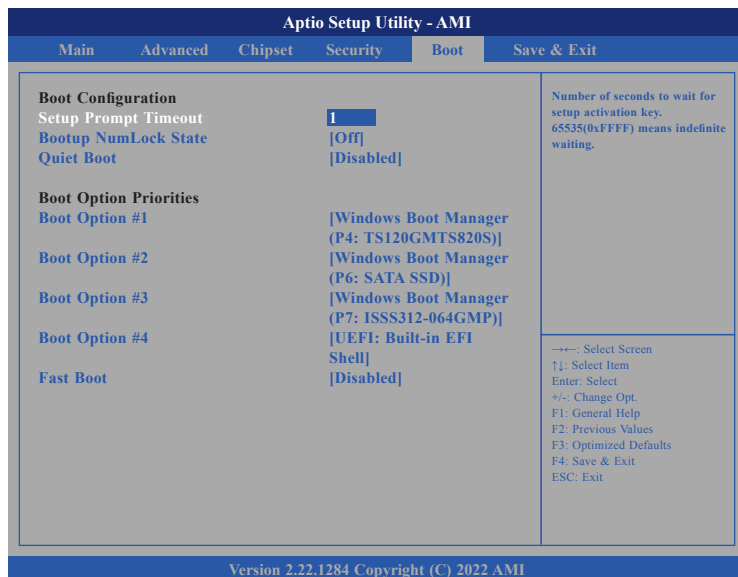 Aptio Setup Utility - AMI
Main Advanced Chipset Security Boot Save & Exit
Boot Configuration
Setup Prompt Timeout 1
Bootup NumLock State [Off]
Quiet Boot [Disabled]
Boot Option Priorities
Boot Option #1 [Windows Boot Manager
(P4: TS120GMTS820S)]
Boot Option #2 [Windows Boot Manager
(P6: SATA SSD)]
Boot Option #3 [Windows Boot Manager
(P7: ISSS312-064GMP)]
Boot Option #4 [UEFI: Built-in EFI
Shell]
Fast Boot [Disabled]
Number of seconds to wait for
setup activation key.
65535(0xFFFF) means indefinite
waiting.
→←: Select Screen
↑↓: Select Item
Enter: Select
+/-: Change Opt.
F1: General Help
F2: Previous Values
F3: Optimized Defaults
F4: Save & Exit
ESC: Exit
Version 2.22.1284 Copyright (C) 2022 AMI